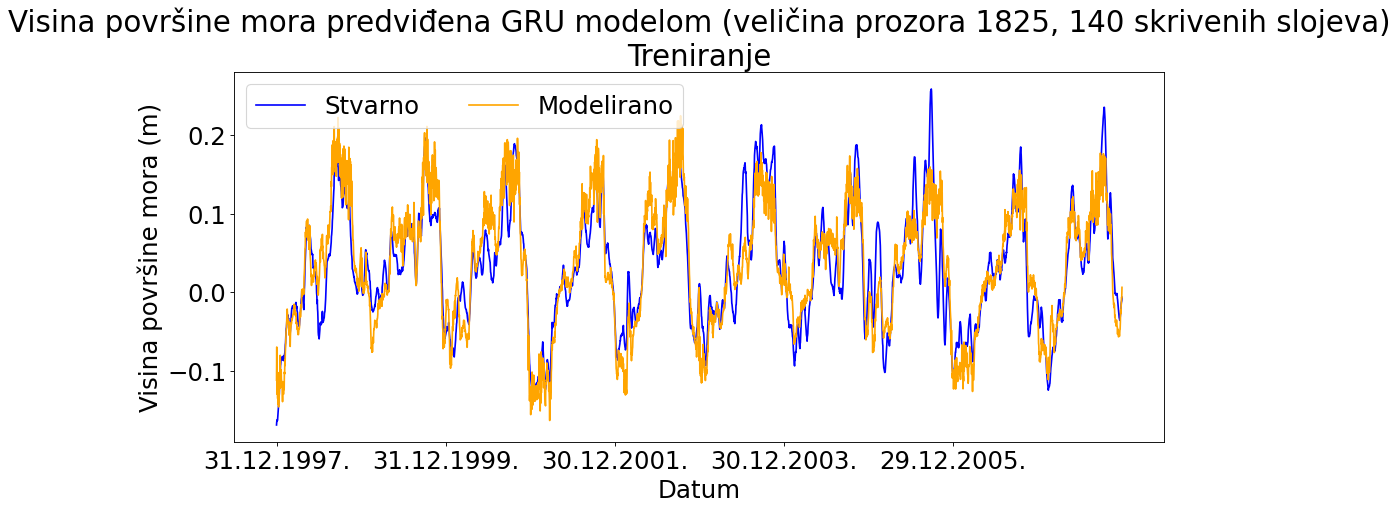 Visina površine mora predviđena GRU modelom (veličina prozora 1825, 140 skrivenih slojeva)
Treniranje
Stvarno
Modelirano
Visina površine mora (m)
0.2
0.1
0.0
−0.1
31.12.1997.
31.12.1999.
30.12.2001.
30.12.2003.
29.12.2005.
Datum